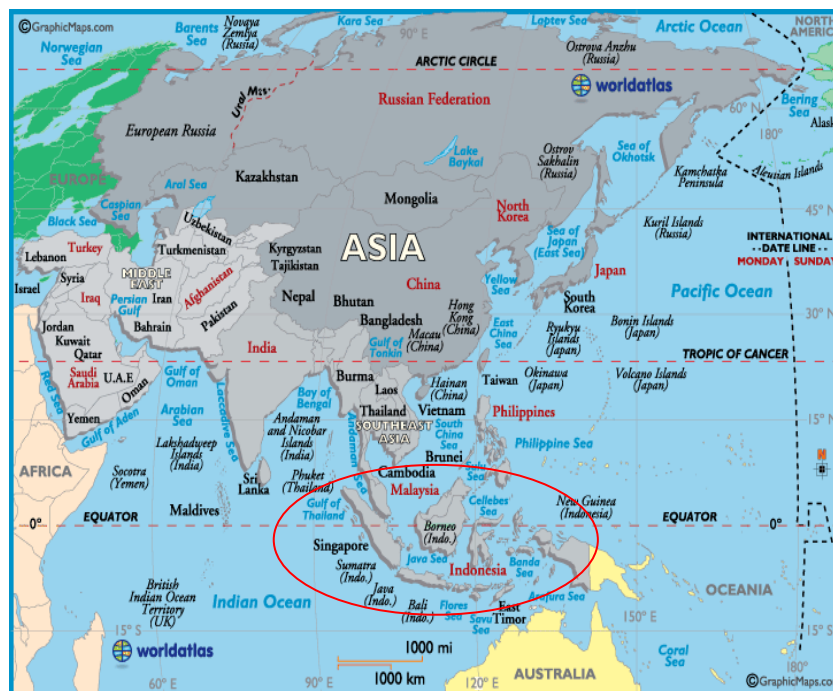 ©GraphicMaps.com
Norwegian
Sea
Barents
Sea
Novaya
Zemlya
(Russia)
Kara Sea
90°E
Laptev Sea
Arctic Ocean
NORTH
AMERICA
Ostrova Anzhu
(Russia)
ARCTIC CIRCLE
worldatlas
Ural Mts.
Russian Federation
60°N
Bering
Sea
180°
Alaska
European Russia
Lake
Baykal
Ostrov
Sakhalin
(Russia)
Sea of
Okhotsk
Kamchatka
Peninsula
Aleutian Islands
EUROPE
Kazakhstan
Aral Sea
Caspian
Sea
Black Sea
Mongolia
North
Korea
45°N
Kuril Islands
(Russia)
INTERNATIONAL
DATE LINE
MONDAY
SUNDAY
Turkey
Lebanon
Syria
Israel
Uzbekistan
Turkmenistan
Kyrgyzstan
Tajikistan
ASIA
Sea of
Japan
(East Sea)
Japan
MIDDLE
EAST
Iraq
Iran
Persian
Gulf
Afghanistan
Pakistan
Nepal
China
Yellow
Sea
South
Korea
Pacific Ocean
Jordan
Kuwait
Qatar
Bahrain
Bhutan
Bangladesh
Hong
Kong
(China)
Macau
(China)
East
China
Sea
Ryukyu
Islands
(Japan)
Bonin Islands
(Japan)
30°N
India
Gulf of
Tonkin
TROPIC OF CANCER
Saudi
Arabia
U.A.E
Oman
Gulf of
Oman
Red Sea
Yemen
Gulf of Aden
Arabian
Sea
Laccadive Sea
Bay of
Bengal
Burma
Laos
Thailand
Hainan
(China)
Taiwan
Okinawa
(Japan)
Volcano Islands
(Japan)
Vietnam
Philippines
SOUTHEAST
ASIA
South
China
Sea
Philippine Sea
15°N
Andaman
and Nicobar
Islands
(India)
Andaman Sea
Lakshadweep
Islands
(India)
AFRICA
Socotra
(Yemen)
Sri
Lanka
Phuket
(Thailand)
Maldives
Brunei
Cambodia
Sulu
Sea
Malaysia
Gulf of
Thailand
Cellebes
Sea
New Guinea
(Indonesia)
0°
EQUATOR
Borneo
(Indo.)
EQUATOR
0°
Singapore
Sumatra
(Indo.)
Java Sea
Indonesia
Banda
Sea
British
Indian Ocean
Territory
(UK)
Indian Ocean
Java
(Indo.)
Bali
(Indo.)
Flores
Sea
Savu
Sea
East
Timor
Arafura Sea
OCEANIA
150°E
15°S
15°S
worldatlas
1000 mi
1000 km
60°E
90°E
120°E
AUSTRALIA
Coral
Sea
180°
©GraphicMaps.com